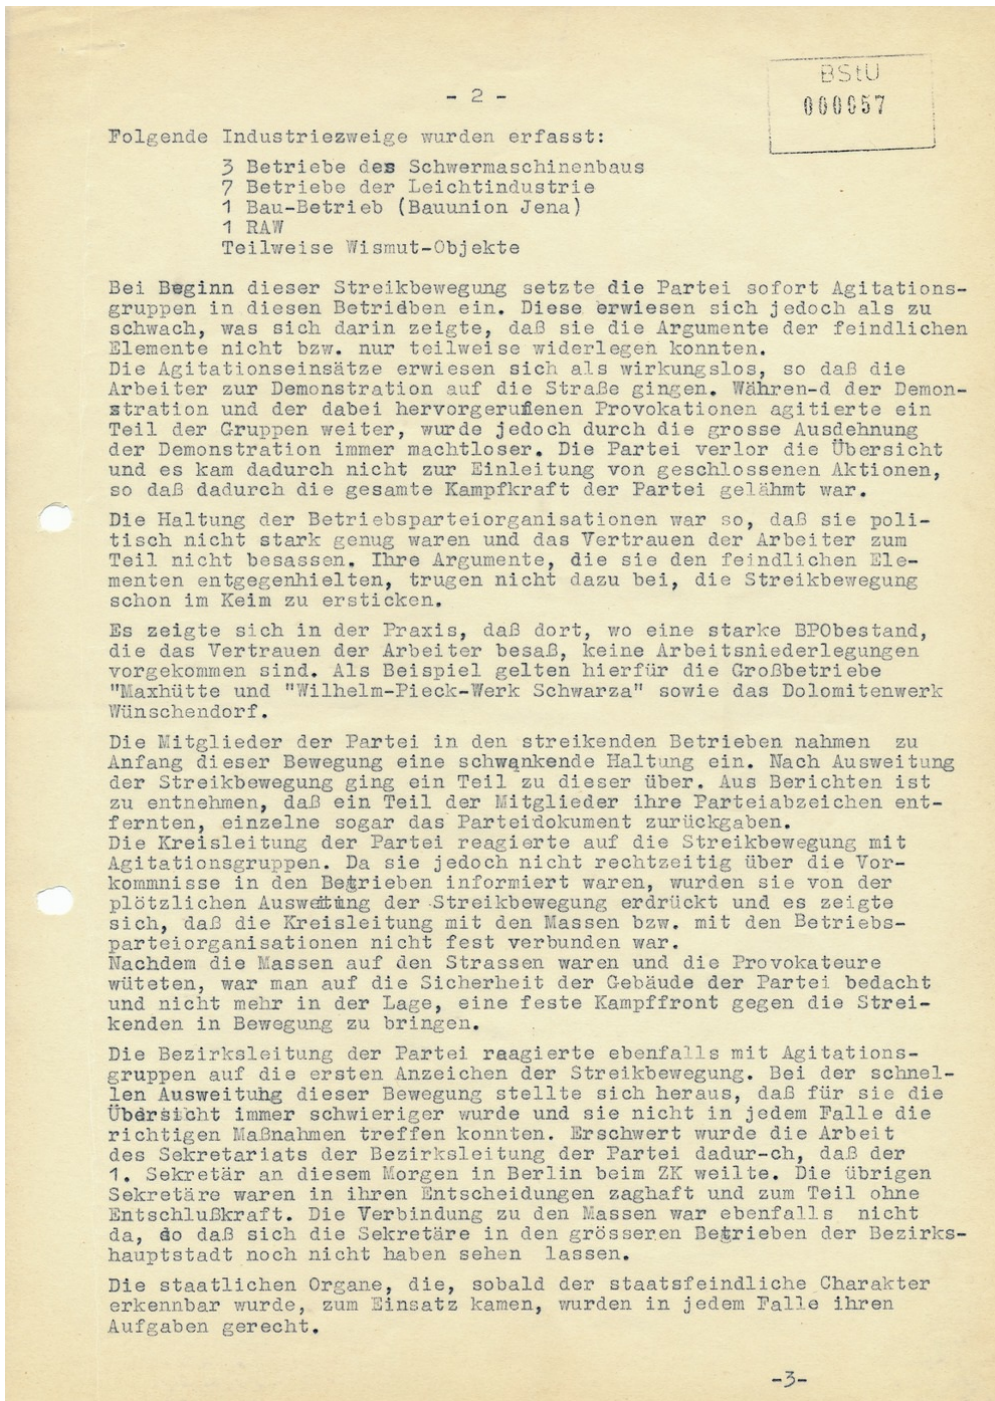 - 2 -
BStU
000057
Folgende Industriezweige wurden erfasst:
3 Betriebe des Schwermaschinenbaus
7 Betriebe der Leichtindustrie
1 Bau-Betrieb (Bauunion Jena)
1 RAW
Teilweise Wismut-Objekte
Bei Beginn dieser Streikbewegung setzte die Partei sofort Agitations-
gruppen in diesen Betridben ein. Diese erwiesen sich jedoch als zu
schwach, was sich darin zeigte, daß sie die Argumente der feindlichen
Elemente nicht bzw. nur teilweise widerlegen konnten.
Die Agitationseinsätze erwiesen sich als wirkungslos, so daß die
Arbeiter zur Demonstration auf die Straße gingen. Währen-d der Demon-
stration und der dabei hervorgerufenen Provokationen agitierte ein
Teil der Gruppen weiter, wurde jedoch durch die grosse Ausdehnung
der Demonstration immer machtloser. Die Partei verlor die Übersicht
und es kam dadurch nicht zur Einleitung von geschlossenen Aktionen,
so daß dadurch die gesamte Kampfkraft der Partei gelähmt war.
Die Haltung der Betriebsparteiorganisationen war so, daß sie poli-
tisch nicht stark genug waren und das Vertrauen der Arbeiter zum
Teil nicht besassen. Ihre Argumente, die sie den feindlichen Ele-
menten entgegenhielten, trugen nicht dazu bei, die Streikbewegung
schon im Keim zu ersticken.
Es zeigte sich in der Praxis, daß dort, wo eine starke BPObestand,
die das Vertrauen der Arbeiter besaß, keine Arbeitsniederlegungen
vorgekommen sind. Als Beispiel gelten hierfür die Großbetriebe
"Maxhütte und "Wilhelm-Pieck-Werk Schwarza" sowie das Dolomitenwerk
Wünschendorf.
Die Mitglieder der Partei in den streikenden Betrieben nahmen zu
Anfang dieser Bewegung eine schwankende Haltung ein. Nach Ausweitung
der Streikbewegung ging ein Teil zu dieser über. Aus Berichten ist
zu entnehmen, daß ein Teil der Mitglieder ihre Parteiabzeichen ent-
fernten, einzelne sogar das Parteidokument zurückgaben.
Die Kreisleitung der Partei reagierte auf die Streikbewegung mit
Agitationsgruppen. Da sie jedoch nicht rechtzeitig über die Vor-
kommnisse in den Betrieben informiert waren, wurden sie von der
plötzlichen Ausweitung der Streikbewegung erdrückt und es zeigte
sich, daß die Kreisleitung mit den Massen bzw. mit den Betriebs-
parteiorganisationen nicht fest verbunden war.
Nachdem die Massen auf den Strassen waren und die Provokateure
wüteten, war man auf die Sicherheit der Gebäude der Partei bedacht
und nicht mehr in der Lage, eine feste Kampffront gegen die Strei-
kenden in Bewegung zu bringen.
Die Bezirksleitung der Partei reagierte ebenfalls mit Agitations-
gruppen auf die ersten Anzeichen der Streikbewegung. Bei der schnel-
len Ausweitung dieser Bewegung stellte sich heraus, daß für sie die
Übersicht immer schwieriger wurde und sie nicht in jedem Falle die
richtigen Maßnahmen treffen konnten. Erschwert wurde die Arbeit
des Sekretariats der Bezirksleitung der Partei dadur-ch, daß der
1. Sekretär an diesem Morgen in Berlin beim ZK weilte. Die übrigen
Sekretäre waren in ihren Entscheidungen zaghaft und zum Teil ohne
Entschlußkraft. Die Verbindung zu den Massen war ebenfalls nicht
da, so daß sich die Sekretäre in den grösseren Betrieben der Bezirks-
hauptstadt noch nicht haben sehen lassen.
Die staatlichen Organe, die, sobald der staatsfeindliche Charakter
erkennbar wurde, zum Einsatz kamen, wurden in jedem Falle ihren
Aufgaben gerecht.
-3-